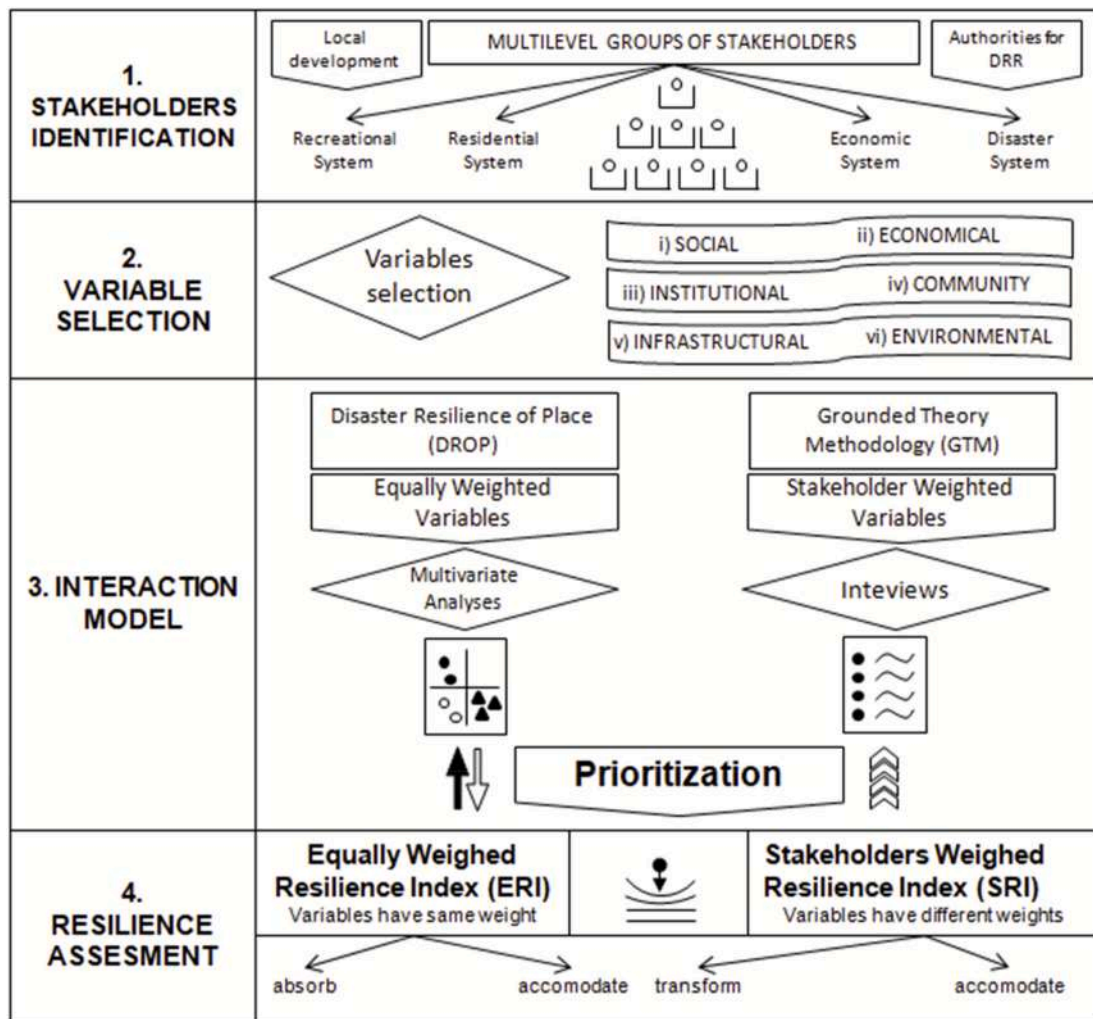 1.
STAKEHOLDERS
IDENTIFICATION
Local
development
MULTILEVEL GROUPS OF STAKEHOLDERS
Authorities for
DRR
Recreational
System
Residential
System
Economic
System
Disaster
System
2.
VARIABLE
SELECTION
Variables
selection
i) SOCIAL
ii) ECONOMICAL
iii) INSTITUTIONAL
iv) COMMUNITY
v) INFRASTRUCTURAL
vi) ENVIRONMENTAL
3. INTERACTION
MODEL
Disaster Resilience of Place
(DROP)
Grounded Theory
Methodology (GTM)
Equally Weighted
Variables
Stakeholder Weighted
Variables
Multivariate
Analyses
Inteviews
Prioritization
4.
RESILIENCE
ASSESMENT
Equally Weighed
Resilience Index (ERI)
Variables have same weight
Stakeholders Weighed
Resilience Index (SRI)
Variables have different weights
absorb
accomodate
transform
accomodate